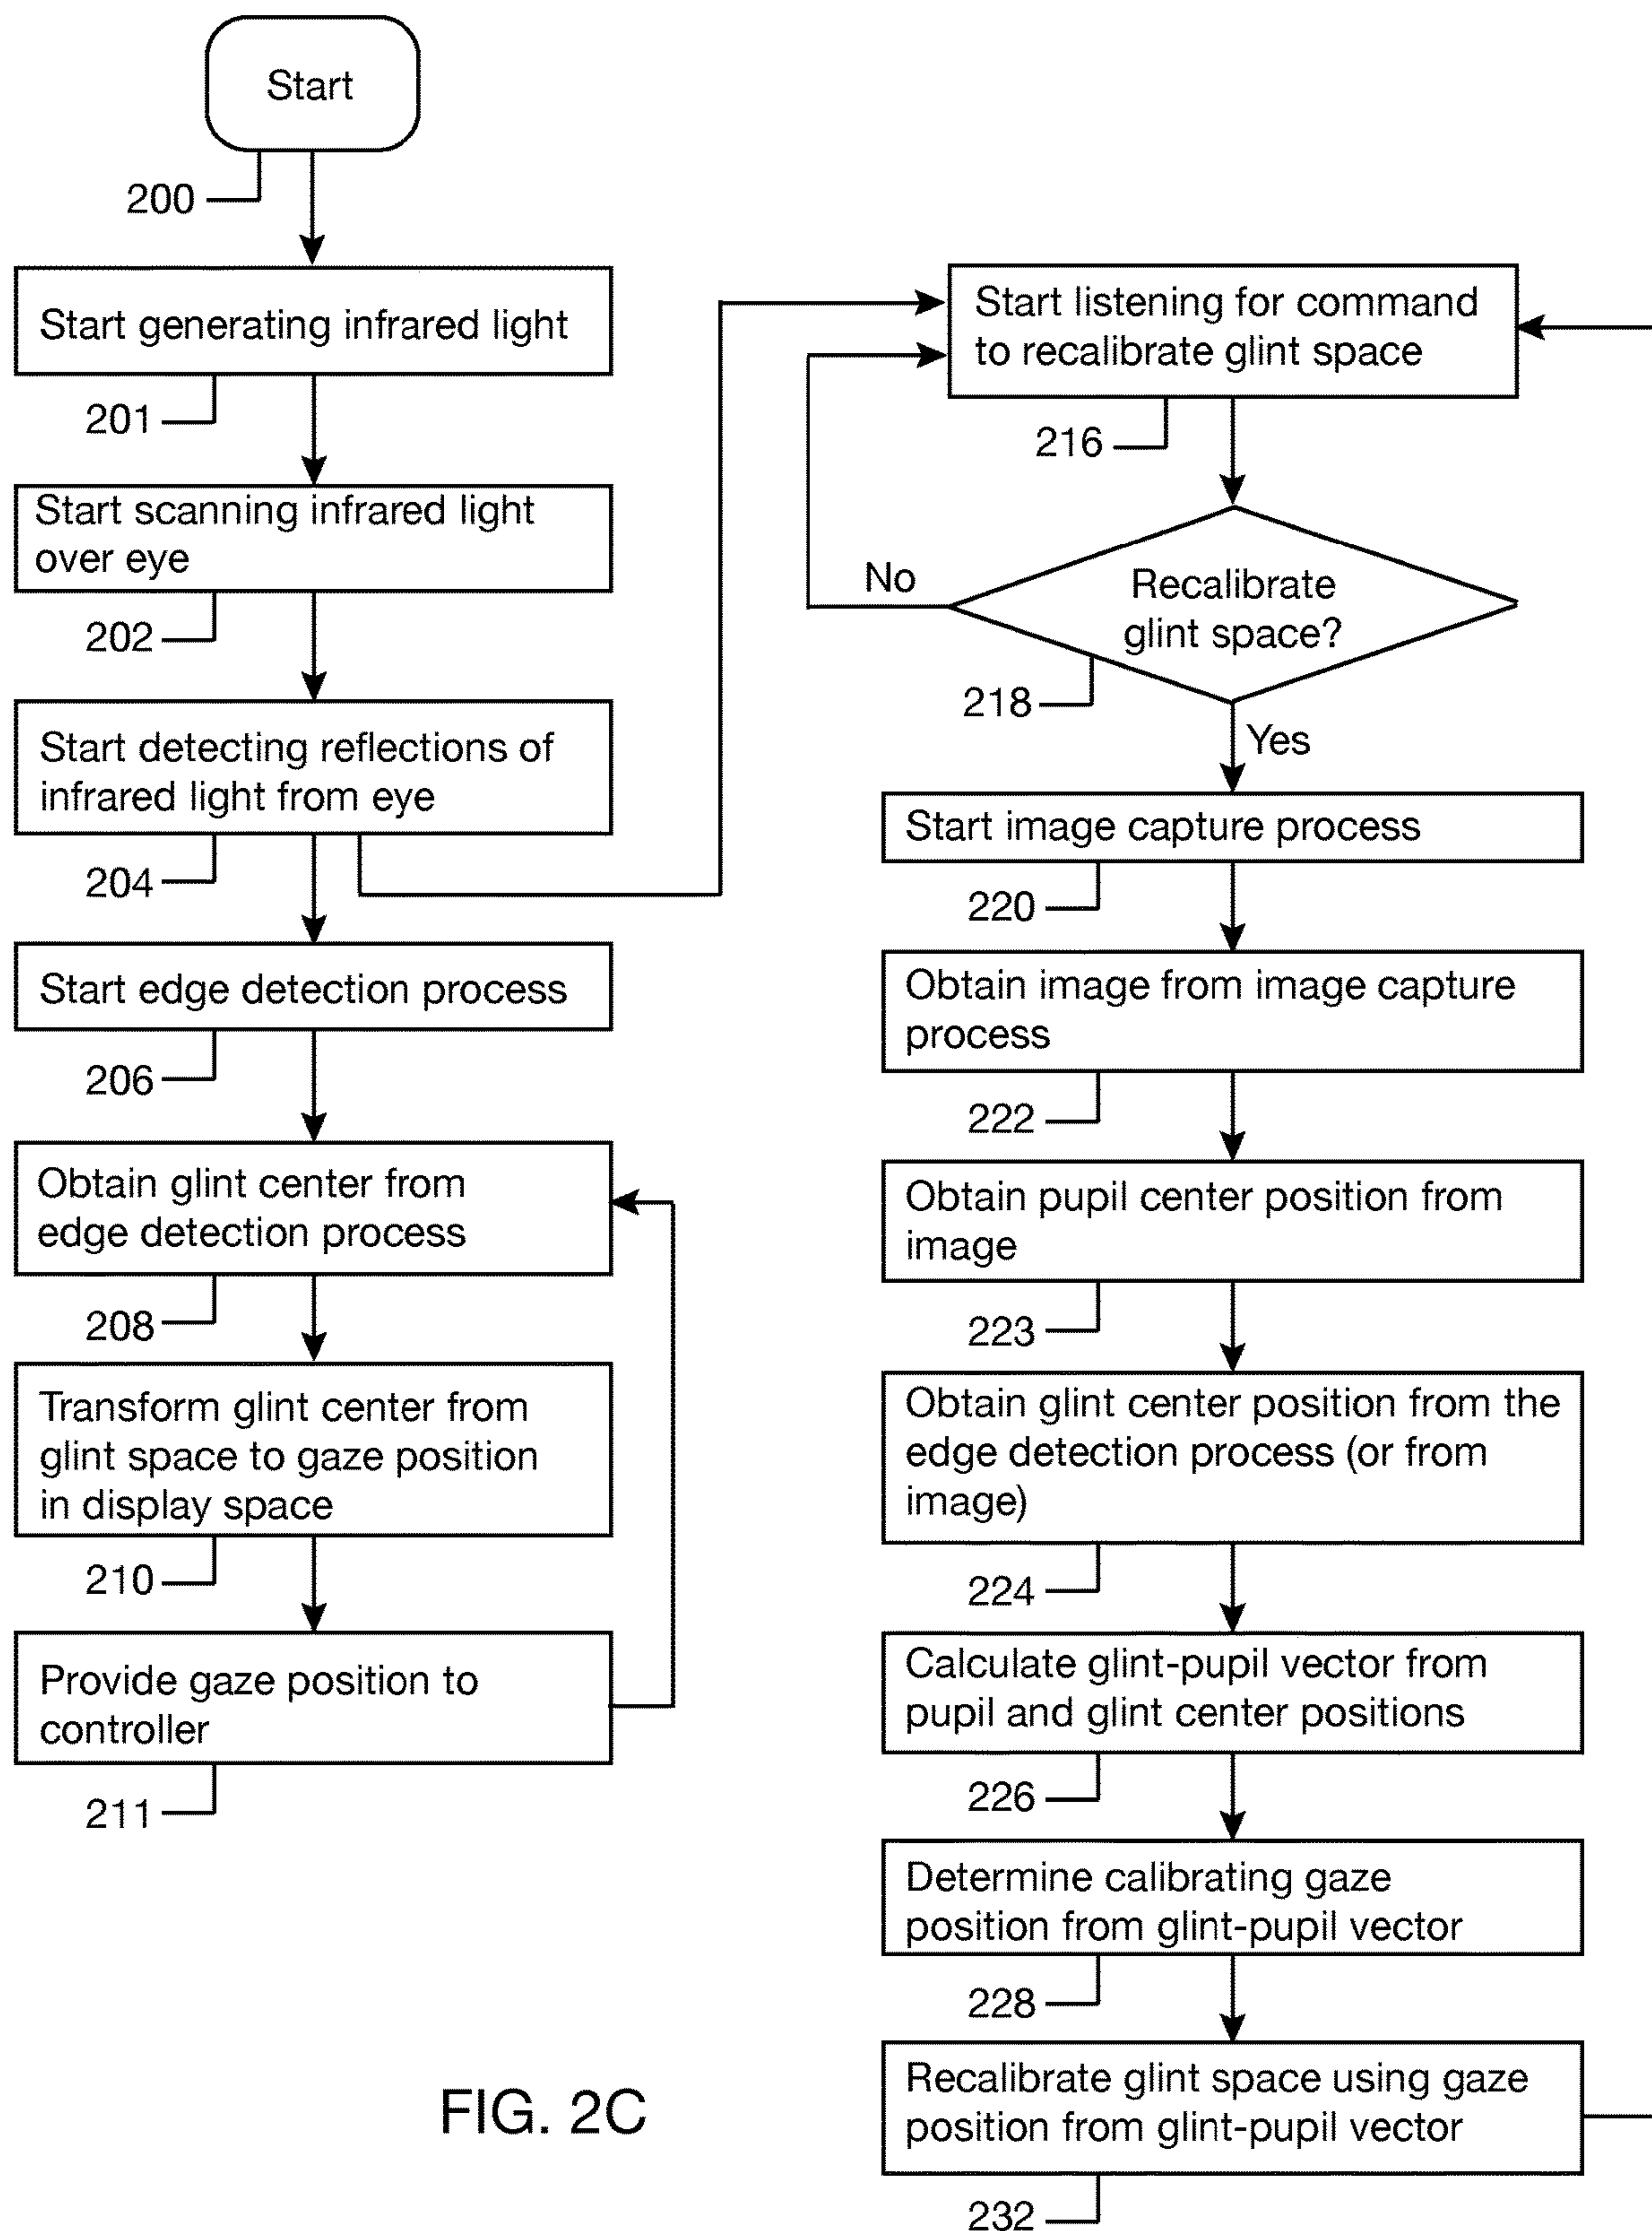 Start
200
Start generating infrared light
201
Start scanning infrared light
over eye
202
Start detecting reflections of
infrared light from eye
204
Start edge detection process
206
Obtain glint center from
edge detection process
208
Transform glint center from
glint space to gaze position
in display space
210
Provide gaze position to
controller
211
Start listening for command
to recalibrate glint space
216
Recalibrate
glint space?
No
218
Yes
Start image capture process
220
Obtain image from image capture
process
222
Obtain pupil center position from
image
223
Obtain glint center position from the
edge detection process (or from
image)
224
Calculate glint-pupil vector from
pupil and glint center positions
226
Determine calibrating gaze
position from glint-pupil vector
228
Recalibrate glint space using gaze
position from glint-pupil vector
232
FIG. 2C